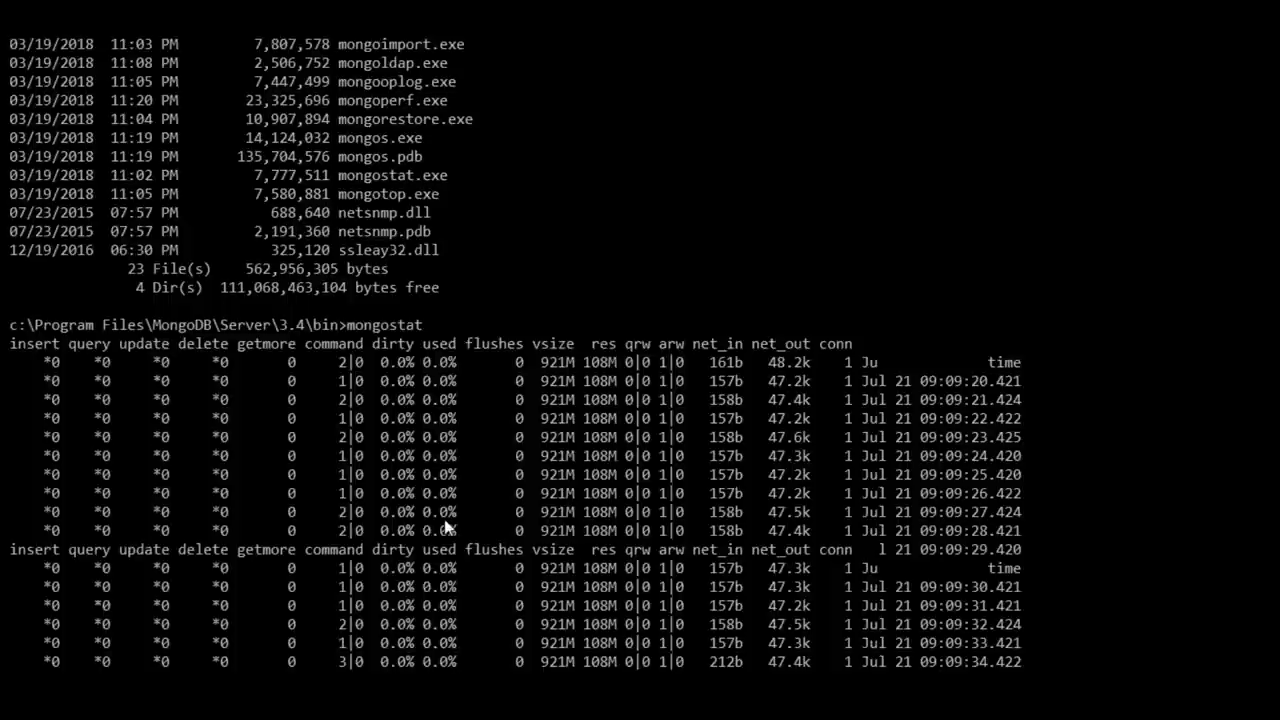 03/19/2018  11:03 PM         7,807,578 mongoimport.exe
03/19/2018  11:08 PM         2,506,752 mongoldap.exe
03/19/2018  11:05 PM         7,447,499 mongooplog.exe
03/19/2018  11:20 PM        23,325,696 mongoperf.exe
03/19/2018  11:04 PM        10,907,894 mongorestore.exe
03/19/2018  11:19 PM        14,124,032 mongos.exe
03/19/2018  11:19 PM       135,704,576 mongos.pdb
03/19/2018  11:02 PM         7,777,511 mongostat.exe
03/19/2018  11:05 PM         7,580,881 mongotop.exe
07/23/2015  07:57 PM           688,640 netsnmp.dll
07/23/2015  07:57 PM         2,191,360 netsnmp.pdb
12/19/2016  06:30 PM           325,120 ssleay32.dll
23 File(s)    562,956,305 bytes
4 Dir(s)  111,068,463,104 bytes free
c:\Program Files\MongoDB\Server\3.4\bin>mongostat
insert query update delete getmore command dirty used flushes vsize  res qrw arw net_in net_out conn
*0    *0     *0     *0       0     2|0  0.0% 0.0%       0  921M 108M 0|0 1|0   161b   48.2k    1 Ju             time
*0    *0     *0     *0       0     1|0  0.0% 0.0%       0  921M 108M 0|0 1|0   157b   47.2k    1 Jul 21 09:09:20.421
*0    *0     *0     *0       0     2|0  0.0% 0.0%       0  921M 108M 0|0 1|0   158b   47.4k    1 Jul 21 09:09:21.424
*0    *0     *0     *0       0     1|0  0.0% 0.0%       0  921M 108M 0|0 1|0   157b   47.2k    1 Jul 21 09:09:22.422
*0    *0     *0     *0       0     2|0  0.0% 0.0%       0  921M 108M 0|0 1|0   158b   47.6k    1 Jul 21 09:09:23.425
*0    *0     *0     *0       0     1|0  0.0% 0.0%       0  921M 108M 0|0 1|0   157b   47.3k    1 Jul 21 09:09:24.420
*0    *0     *0     *0       0     1|0  0.0% 0.0%       0  921M 108M 0|0 1|0   157b   47.2k    1 Jul 21 09:09:25.420
*0    *0     *0     *0       0     1|0  0.0% 0.0%       0  921M 108M 0|0 1|0   157b   47.2k    1 Jul 21 09:09:26.422
*0    *0     *0     *0       0     2|0  0.0% 0.0%       0  921M 108M 0|0 1|0   158b   47.5k    1 Jul 21 09:09:27.424
*0    *0     *0     *0       0     2|0  0.0% 0.0%       0  921M 108M 0|0 1|0   158b   47.4k    1 Jul 21 09:09:28.421
insert query update delete getmore command dirty used flushes vsize  res qrw arw net_in net_out conn   l 21 09:09:29.420
*0    *0     *0     *0       0     1|0  0.0% 0.0%       0  921M 108M 0|0 1|0   157b   47.3k    1 Ju             time
*0    *0     *0     *0       0     1|0  0.0% 0.0%       0  921M 108M 0|0 1|0   157b   47.3k    1 Jul 21 09:09:30.421
*0    *0     *0     *0       0     1|0  0.0% 0.0%       0  921M 108M 0|0 1|0   157b   47.2k    1 Jul 21 09:09:31.421
*0    *0     *0     *0       0     2|0  0.0% 0.0%       0  921M 108M 0|0 1|0   158b   47.5k    1 Jul 21 09:09:32.424
*0    *0     *0     *0       0     1|0  0.0% 0.0%       0  921M 108M 0|0 1|0   157b   47.3k    1 Jul 21 09:09:33.421
*0    *0     *0     *0       0     3|0  0.0% 0.0%       0  921M 108M 0|0 1|0   212b   47.4k    1 Jul 21 09:09:34.422